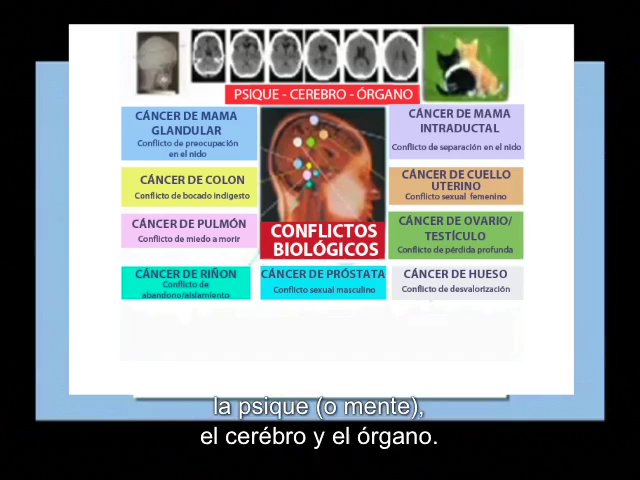 PSIQUE - CEREBRO - ÓRGANO
CÁNCER DE MAMA
GLANDULAR
Conflicto de preocupación
en el nido
CÁNCER DE MAMA
INTRADUCTAL
Conflicto de separación en el nido
CÁNCER DE COLON
Conflicto de bocado indigesto
CÁNCER DE CUELLO
UTERINO
Conflicto sexual femenino
CÁNCER DE PULMÓN
Conflicto de miedo a morir
CÁNCER DE OVARIO/
TESTÍCULO
Conflicto de pérdida profunda
CONFLICTOS
BIOLÓGICOS
CÁNCER DE RIÑON
Conflicto de
abandono/aislamiento
CÁNCER DE PRÓSTATA
Conflicto sexual masculino
CÁNCER DE HUESO
Conflicto de desvalorización
la psique (o mente),
el cerébro y el órgano.